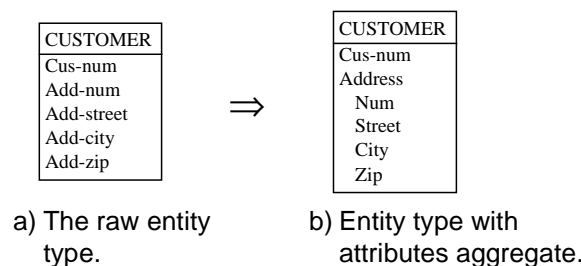 CUSTOMER
Cus-num
Add-num
Add-street
Add-city
Add-zip
⇒
CUSTOMER
Cus-num
Address
Num
Street
City
Zip
a) The raw entity
type.
b) Entity type with
attributes aggregate.